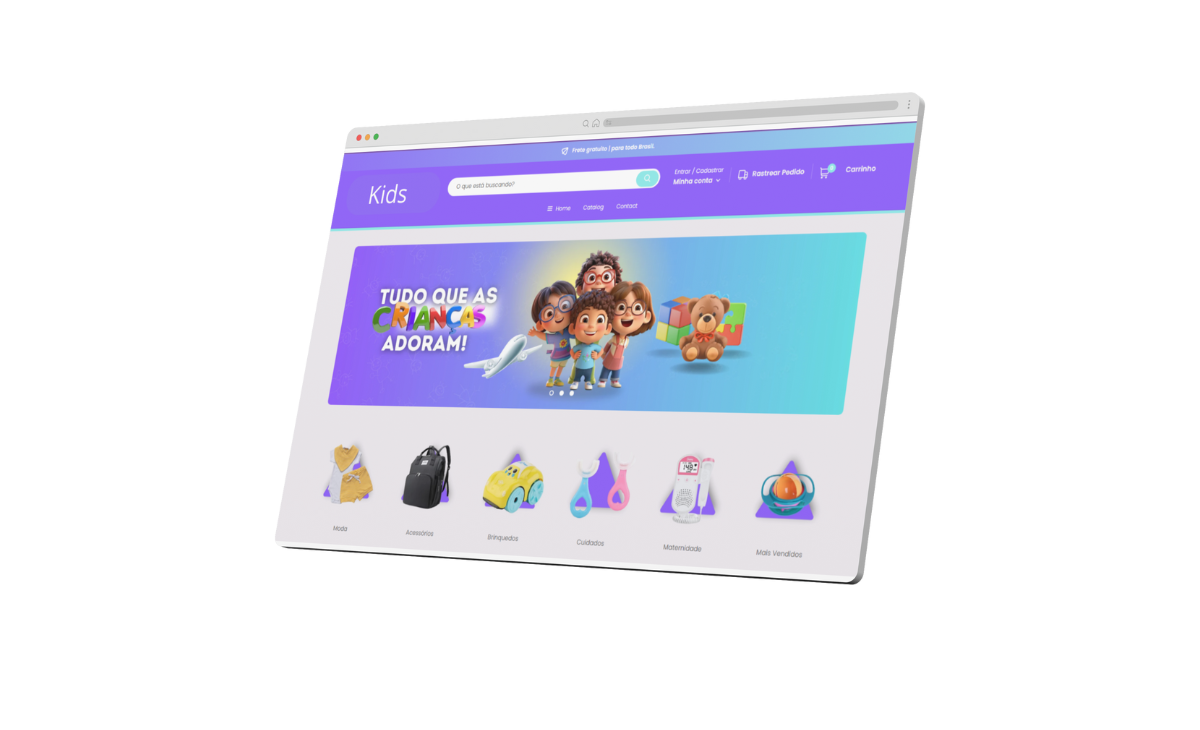 Frete gratuito | para todo Brasil.
Kids
O que está buscando?
Entrar / Cadastrar
Minha conta
Rastrear Pedido
Carrinho
Home
Catalog
Contact
TUDO QUE AS
CRIANÇAS
ADORAM!
Moda
Acessórios
Brinquedos
Cuidados
Maternidade
Mais Vendidos